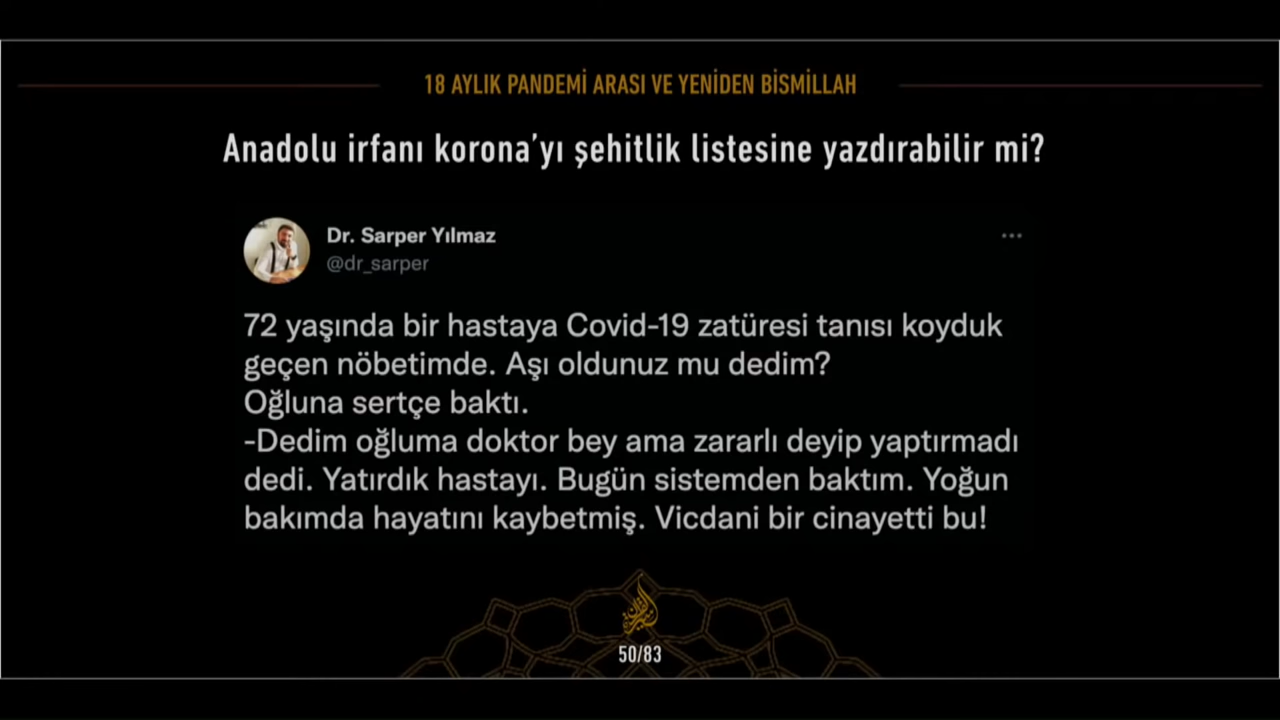 18 AYLIK PANDEMİ ARASI VE YENİDEN BİSMİLLAH
Anadolu irfanı korona’yı şehitlik listesine yazdırabilir mi?
Dr. Sarper Yılmaz
@dr_sarper
72 yaşında bir hastaya Covid-19 zatüresi tanısı koyduk
geçen nöbetimde. Aşı oldunuz mu dedim?
Oğluna sertçe baktı.
-Dedim oğluma doktor bey ama zararlı deyip yaptırmadı
dedi. Yatırdık hastayı. Bugün sistemden baktım. Yoğun
bakımda hayatını kaybetmiş. Vicdani bir cinayetti bu!
50/83